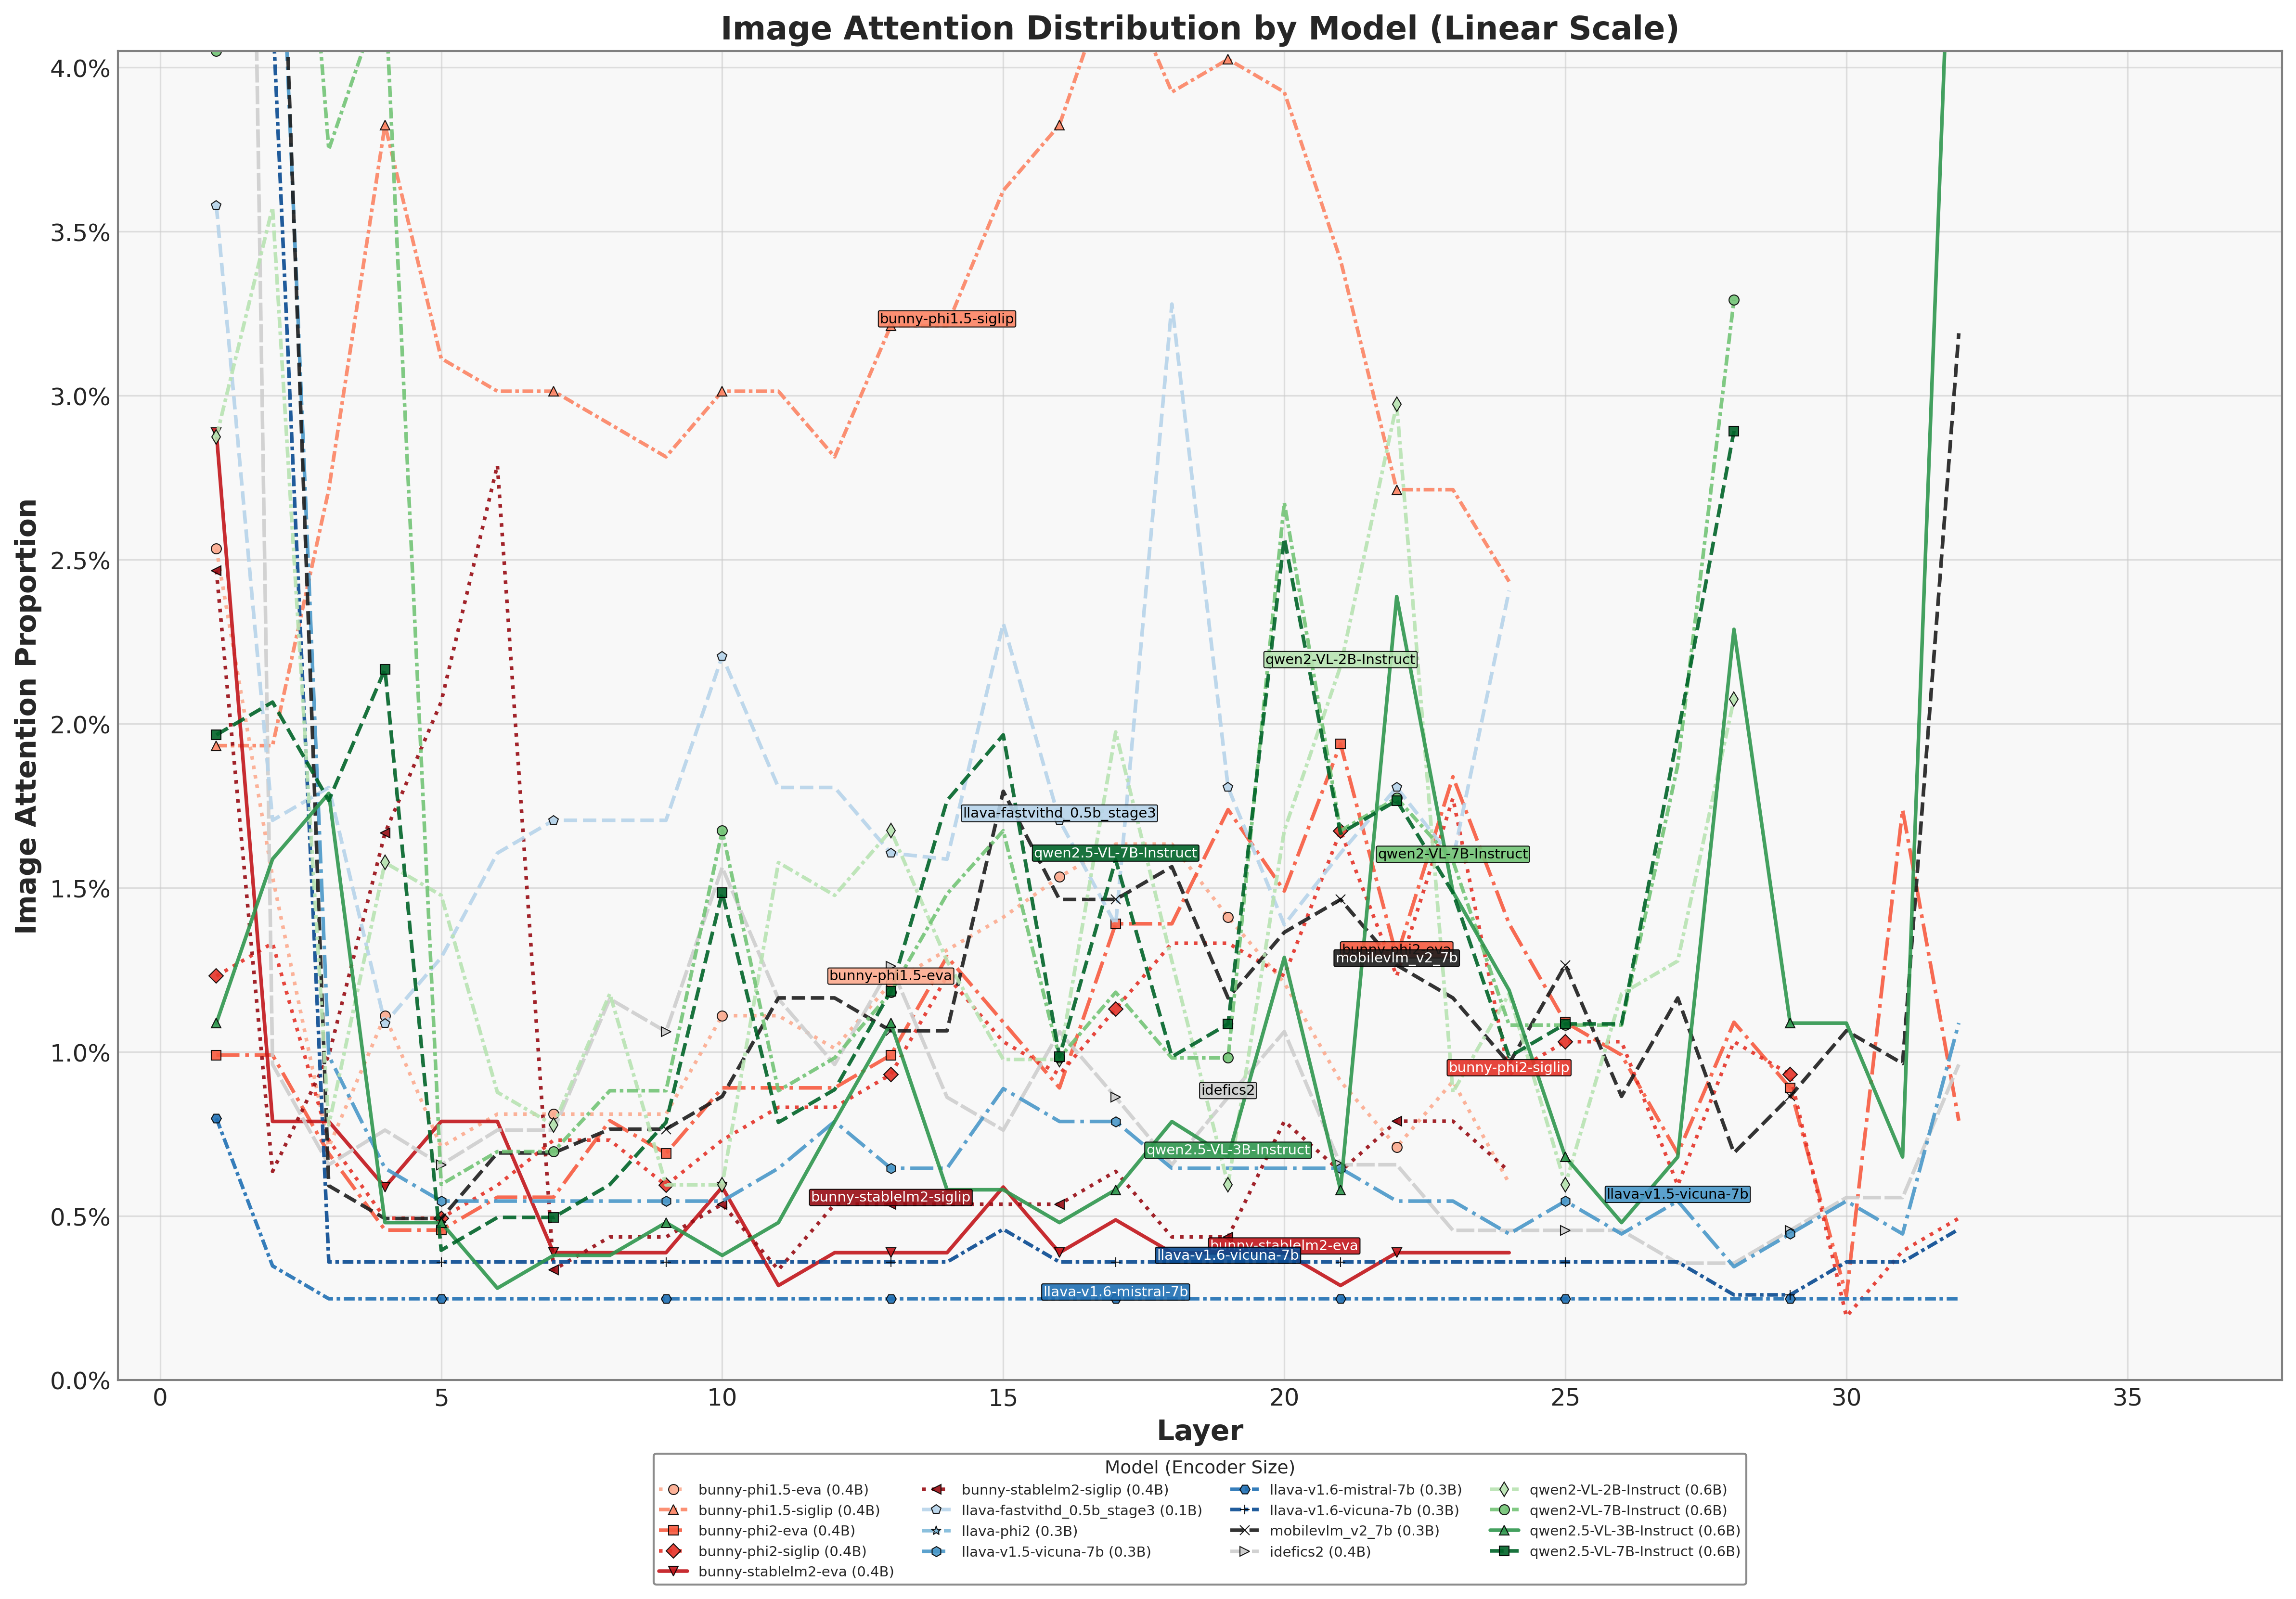 Image Attention Distribution by Model (Linear Scale)
Image Attention Proportion
4.0%
3.5%
3.0%
2.5%
2.0%
1.5%
1.0%
0.5%
0.0%
bunny-phi1.5-siglip
qwen2-VL-2B-Instruct
llava-fastvithd_0.5b_stage3
qwen2.5-VL-7B-Instruct
qwen2-VL-7B-Instruct
bunny-phi1.5-eva
bunny-phi2-eva
mobilevlm_v2_7b
bunny-phi2-siglip
idefics2
qwen2.5-VL-3B-Instruct
bunny-stablelm2-siglip
llava-v1.5-vicuna-7b
bunny-stablelm2-eva
llava-v1.6-vicuna-7b
llava-v1.6-mistral-7b
0 5 10 15 20 25 30 35
Layer
Model (Encoder Size)
bunny-phi1.5-eva (0.4B)
bunny-phi1.5-siglip (0.4B)
bunny-phi2-eva (0.4B)
bunny-phi2-siglip (0.4B)
bunny-stablelm2-eva (0.4B)
bunny-stablelm2-siglip (0.4B)
llava-fastvithd_0.5b_stage3 (0.1B)
llava-phi2 (0.3B)
llava-v1.5-vicuna-7b (0.3B)
llava-v1.6-mistral-7b (0.3B)
llava-v1.6-vicuna-7b (0.3B)
mobilevlm_v2_7b (0.3B)
idefics2 (0.4B)
qwen2-VL-2B-Instruct (0.6B)
qwen2-VL-7B-Instruct (0.6B)
qwen2.5-VL-3B-Instruct (0.6B)
qwen2.5-VL-7B-Instruct (0.6B)